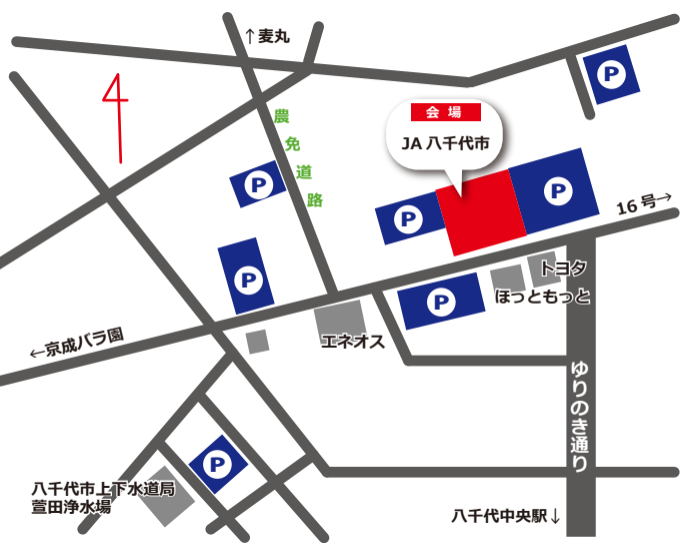 ↑麦丸
農免道路
会場
JA八千代市
P
P
P
P
P
P
P
16号→
トヨタ
ほっともっと
エネオス
←京成バラ園
ゆりのき通り
八千代市上下水道局
萱田浄水場
八千代中央駅↓